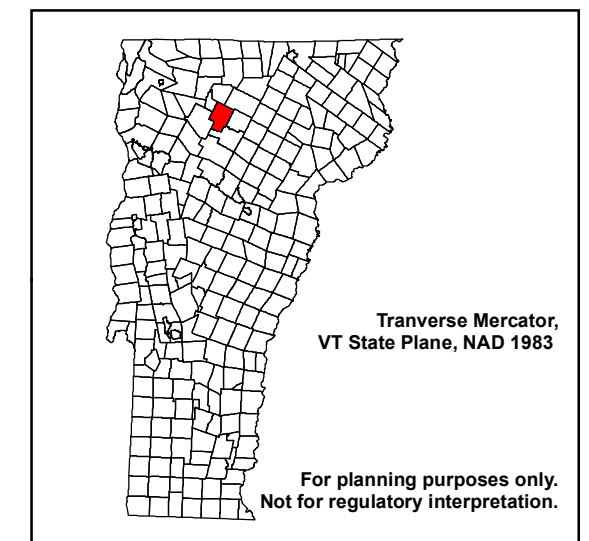 Tranverse Mercator,
VT State Plane, NAD 1983
For planning purposes only.
Not for regulatory interpretation.